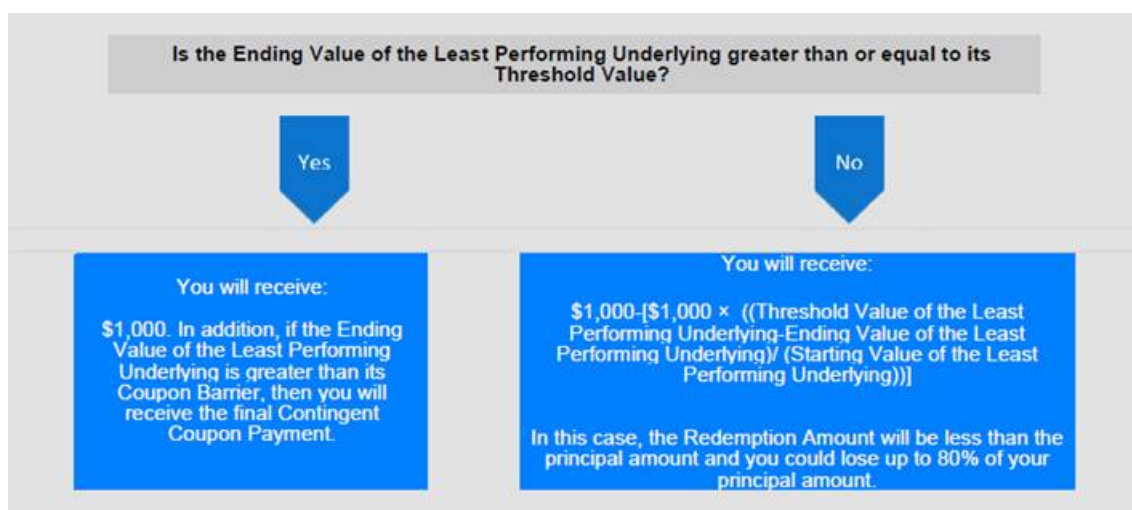 Is the Ending Value of the Least Performing Underlying greater than or equal to its
Threshold Value?
Yes
No
You will receive:
$1,000. In addition, if the Ending
Value of the Least Performing
Underlying is greater than its
Coupon Barrier, then you will
receive the final Contingent
Coupon Payment.
You will receive:
$1,000-[$1,000 × ((Threshold Value of the Least
Performing Underlying-Ending Value of the Least
Performing Underlying)/ (Starting Value of the Least
Performing Underlying))]
In this case, the Redemption Amount will be less than the
principal amount and you could lose up to 80% of your
principal amount.